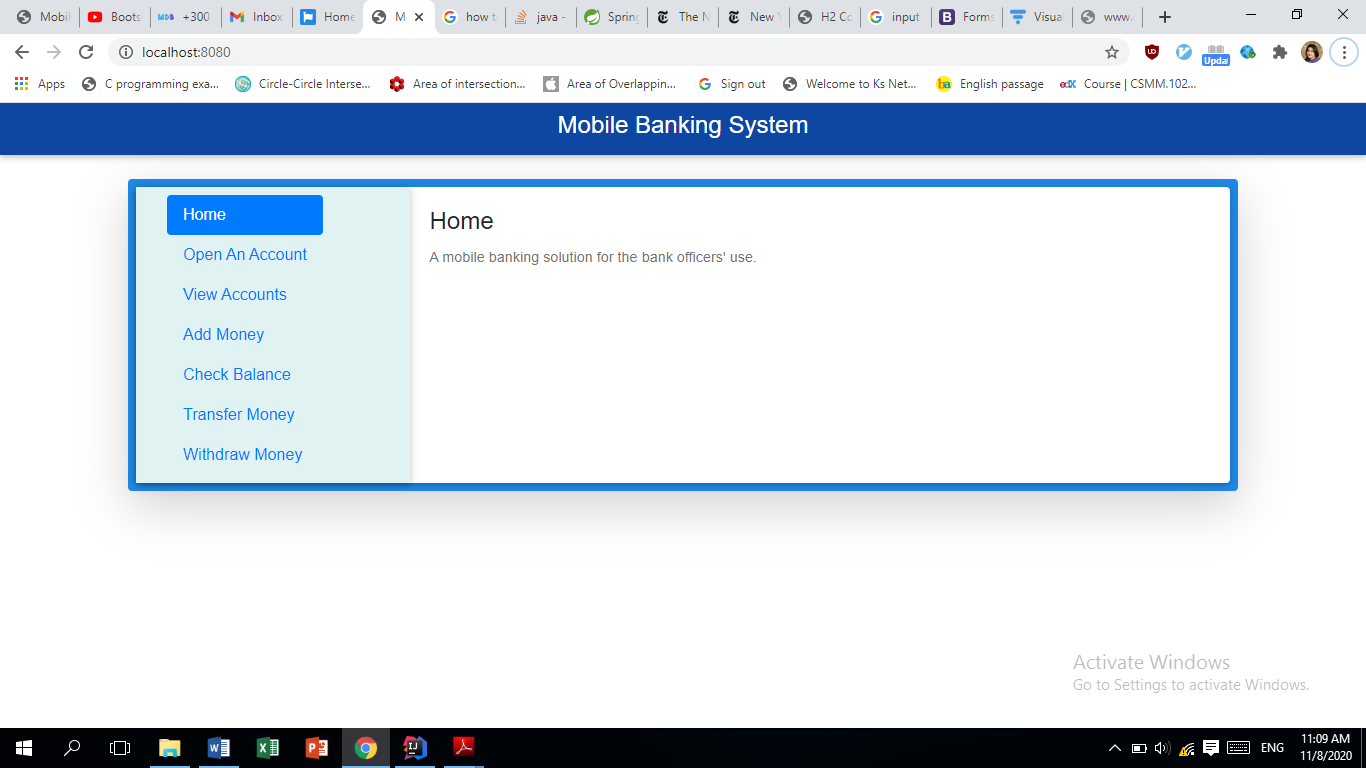 Mobil
Boots
MDB +300
Inbox
Home
M
how t
java -
Spring
The N
New Y
H2 Co
input
Forms
Visua
www.
localhost:8080
Updat
Apps
C programming exa...
Circle-Circle Interse...
Area of intersection...
Area of Overlappin...
Sign out
Welcome to Ks Net...
English passage
edX Course | CSMM.102...
Mobile Banking System
Home
Open An Account
View Accounts
Add Money
Check Balance
Transfer Money
Withdraw Money
Home
A mobile banking solution for the bank officers' use.
Activate Windows
Go to Settings to activate Windows.
ENG
11:09 AM
11/8/2020